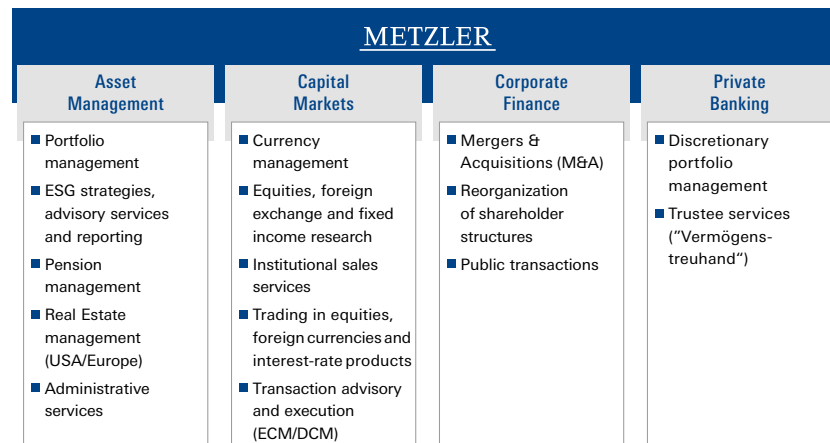 METZLER
Asset
Management
Portfolio
management
ESG strategies,
advisory services
and reporting
Pension
management
Real Estate
management
(USA/Europe)
Administrative
services
Capital
Markets
Currency
management
Equities, foreign
exchange and fixed
income research
Institutional sales
services
Trading in equities,
foreign currencies and
interest-rate products
Transaction advisory
and execution
(ECM/DCM)
Corporate
Finance
Mergers &
Acquisitions (M&A)
Reorganization
of shareholder
structures
Public transactions
Private
Banking
Discretionary
portfolio
management
Trustee services
(”Vermögens-
treuhand“)